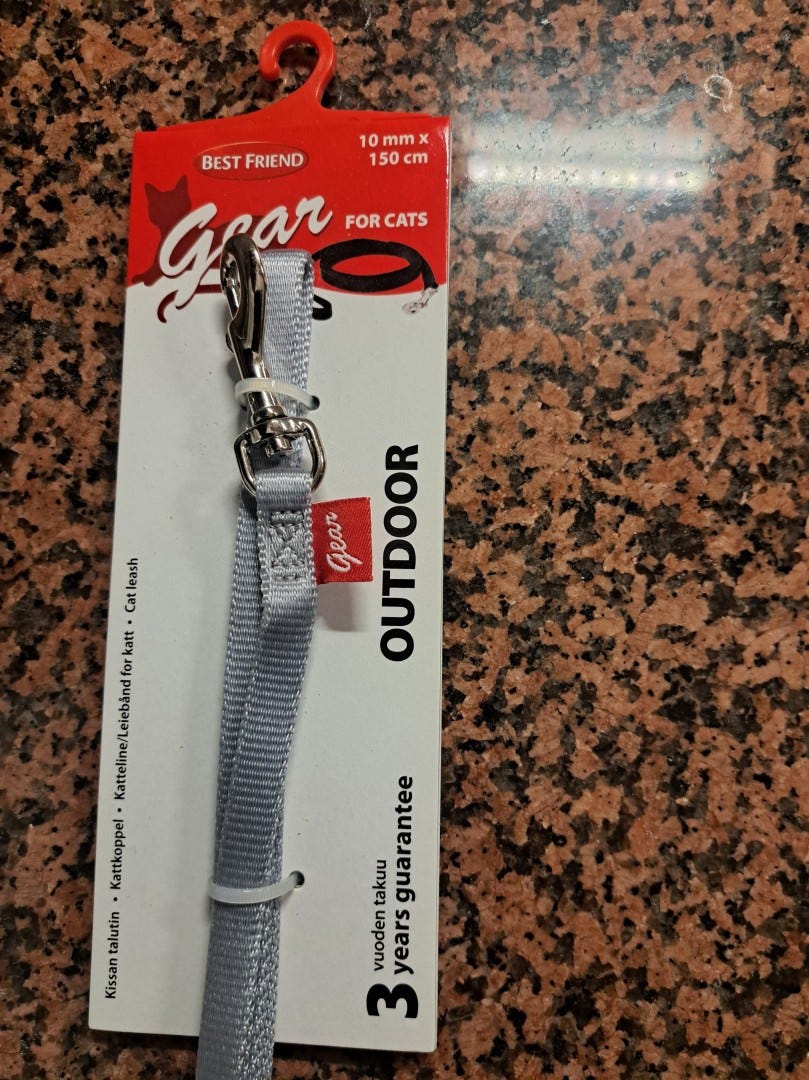 BEST FRIEND
10 mm x
150 cm
Gear
FOR CATS
Gear
OUTDOOR
Kissan talutin • Kattkoppel • Katteline/Leiebånd for katt • Cat leash
3 vuoden takuu
years guarantee